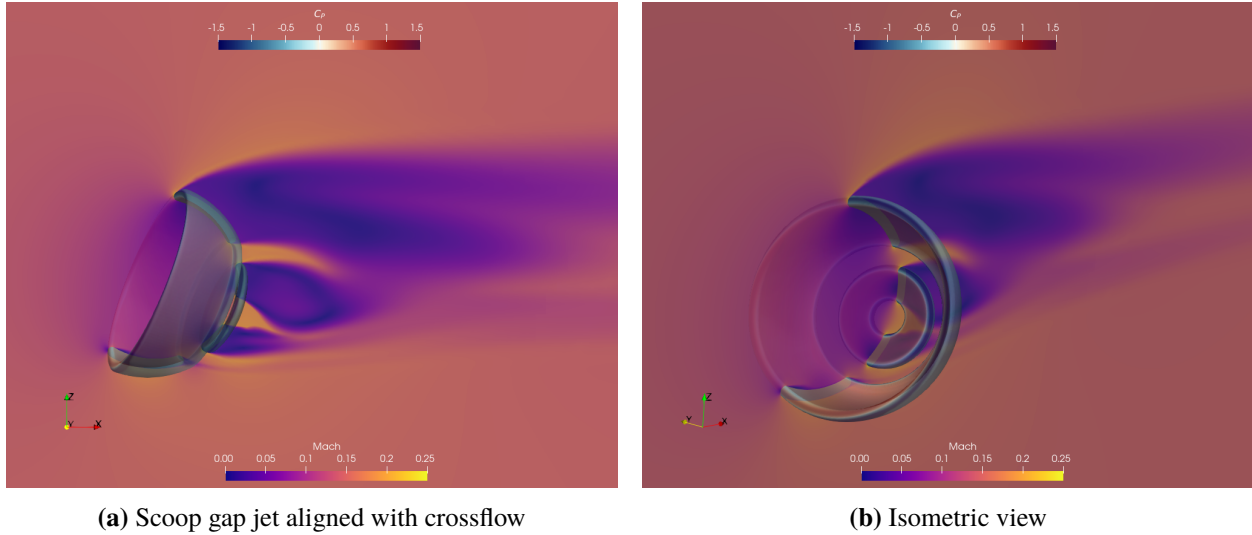 C_P
-1.5 -1 -0.5 0 0.5 1 1.5
Z
Y X
Mach
0.00 0.05 0.1 0.15 0.20 0.25
(a) Scoop gap jet aligned with crossflow
C_P
-1.5 -1 -0.5 0 0.5 1 1.5
Z
Y X
Mach
0.00 0.05 0.1 0.15 0.20 0.25
(b) Isometric view